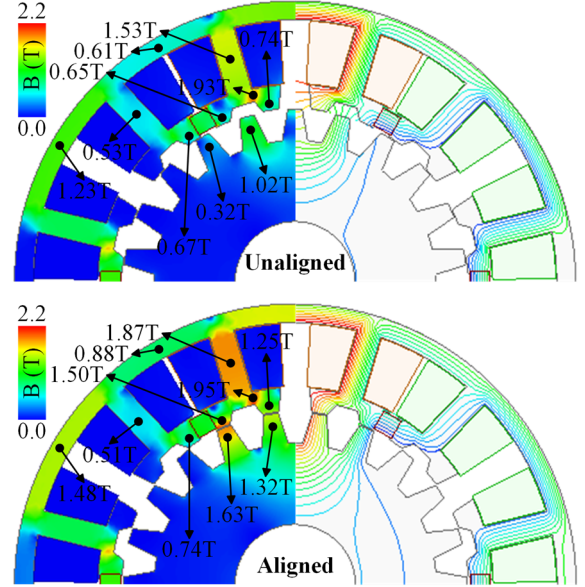 2.2
B (T)
0.0
1.53T
0.61T
0.65T
0.74T
1.93T
0.53T
1.23T
0.32T
1.02T
0.67T
Unaligned
2.2
B (T)
0.0
1.87T
0.88T
1.50T
1.25T
1.95T
0.51T
1.48T
1.32T
1.63T
0.74T
Aligned